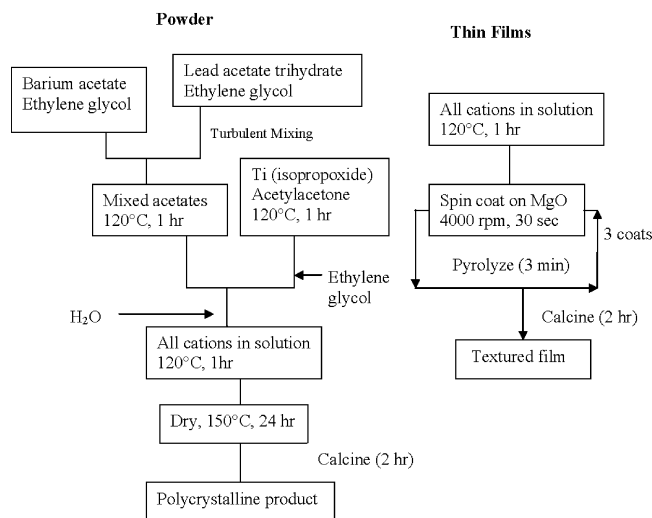 Powder
Barium acetate
Ethylene glycol
Lead acetate trihydrate
Ethylene glycol
Turbulent Mixing
Mixed acetates
120°C, 1 hr
Ti (isopropoxide)
Acetylacetone
120°C, 1 hr
Ethylene
glycol
H₂O
All cations in solution
120°C, 1hr
Dry, 150°C, 24 hr
Calcine (2 hr)
Polycrystalline product
Thin Films
All cations in solution
120°C, 1 hr
Spin coat on MgO
4000 rpm, 30 sec
3 coats
Pyrolyze (3 min)
Calcine (2 hr)
Textured film